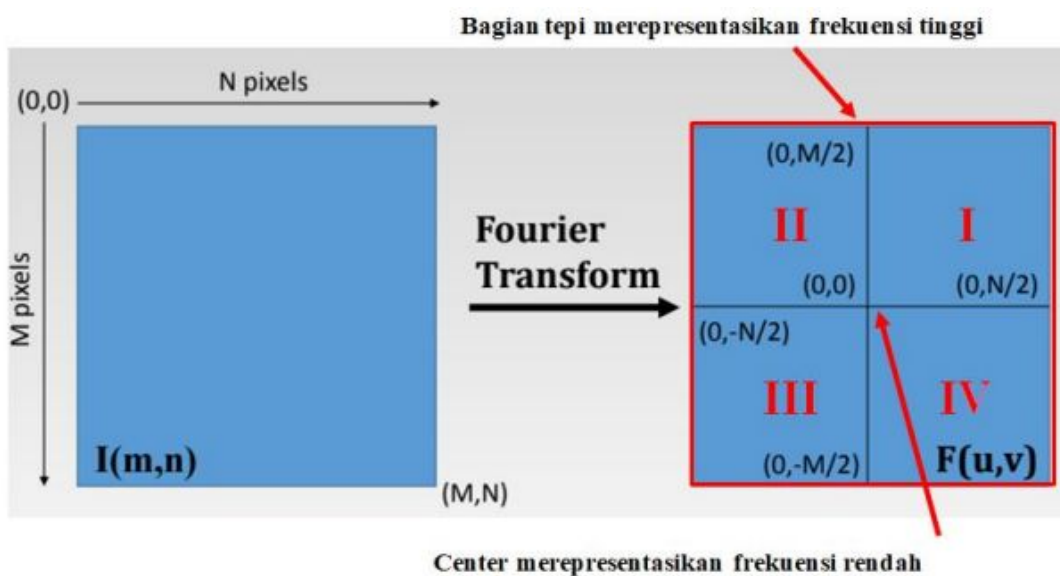 Bagian tepi merepresentasikan frekuensi tinggi
N pixels
(0,0)
M pixels
I(m,n)
(M,N)
Fourier
Transform
(0,M/2)
II
I
(0,0)
(0,N/2)
(0,-N/2)
III
IV
(0,-M/2)
F(u,v)
Center merepresentasikan frekuensi rendah